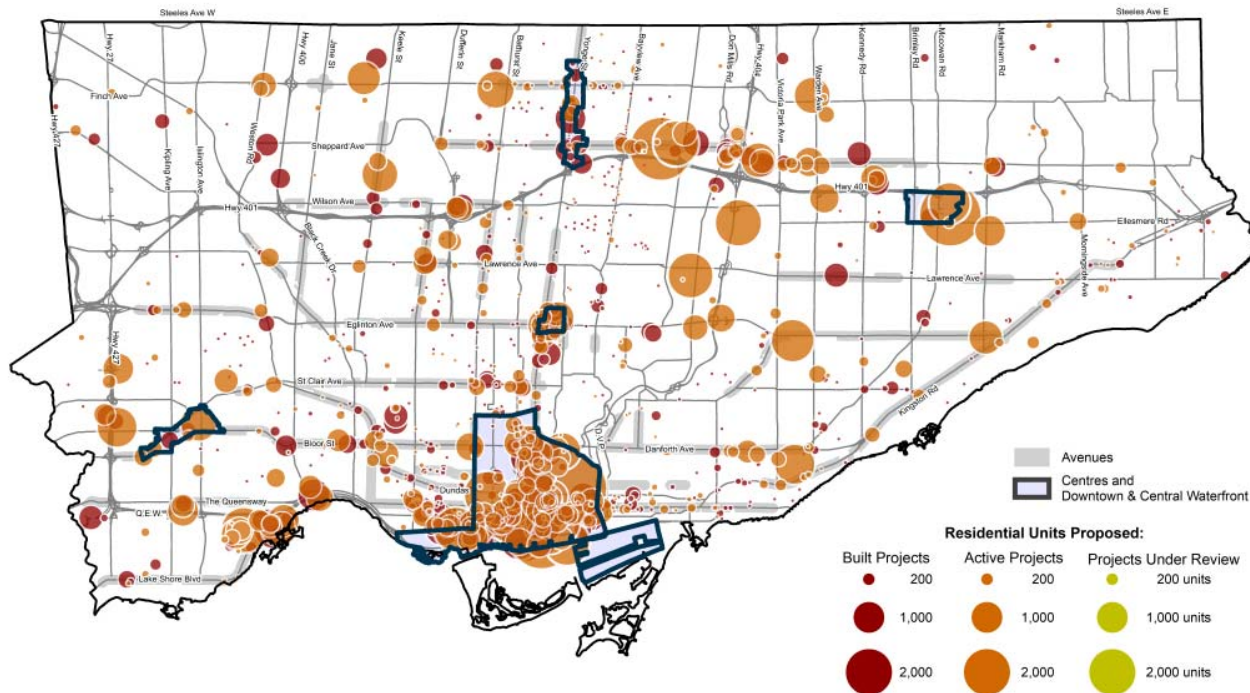 Steeles Ave W
Steeles Ave E
Hwy 27
Hwy 400
Jane St
Keele St
Dufferin St
Bathurst St
Yonge St
Bayview Ave
Don Mills Rd
Hwy 404
Victoria Park Ave
Warden Ave
Kennedy Rd
Brimley Rd
Mccowan Rd
Markham Rd
Finch Ave
Hwy 427
Kipling Ave
Islington Ave
Weston Rd
Sheppard Ave
Hwy 401
Wilson Ave
Hwy 401
Ellesmere Rd
Black Creek Dr
Lawrence Ave
Lawrence Ave
Morningside Ave
Eglinton Ave
Hwy 427
St Clair Ave
Kingston Rd
Bloor St
D.V.P
Danforth Ave
Dundas
The Queensway
Q.E.W.
Lake Shore Blvd
Avenues
Centres and
Downtown & Central Waterfront
Residential Units Proposed:
Built Projects Active Projects Projects Under Review
200 200 200 units
1,000 1,000 1,000 units
2,000 2,000 2,000 units